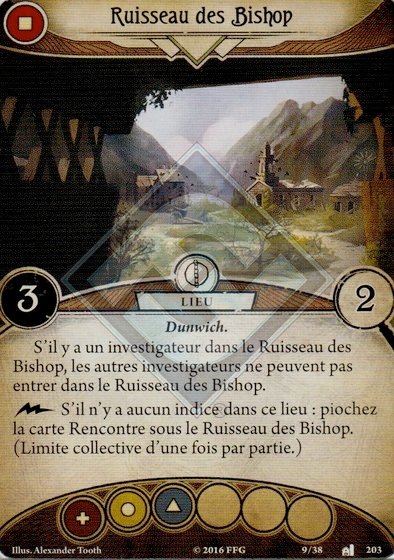 Ruisseau des Bishop
3
LIEU
2
Dunwich.
S'il y a un investigateur dans le Ruisseau des
Bishop, les autres investigateurs ne peuvent pas
entrer dans le Ruisseau des Bishop.
S'il n'y a aucun indice dans ce lieu : piochez
la carte Rencontre sous le Ruisseau des Bishop.
(Limite collective d'une fois par partie.)
Illus. Alexander Tooth © 2016 FFG 9/38 203